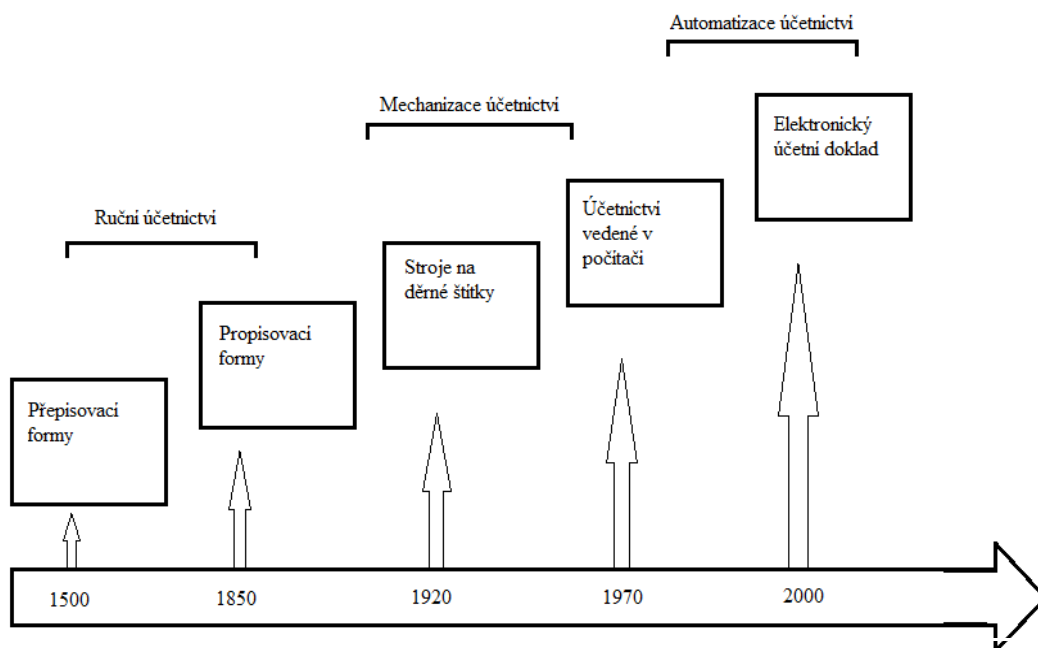 Automatizace účetnictví
Mechanizace účetnictví
Elektronický
účetní doklad
Ruční účetnictví
Účetnictví
vedené v
počítači
Stroje na
děrné štítky
Propisovací
formy
Přepisovací
formy
1500
1850
1920
1970
2000